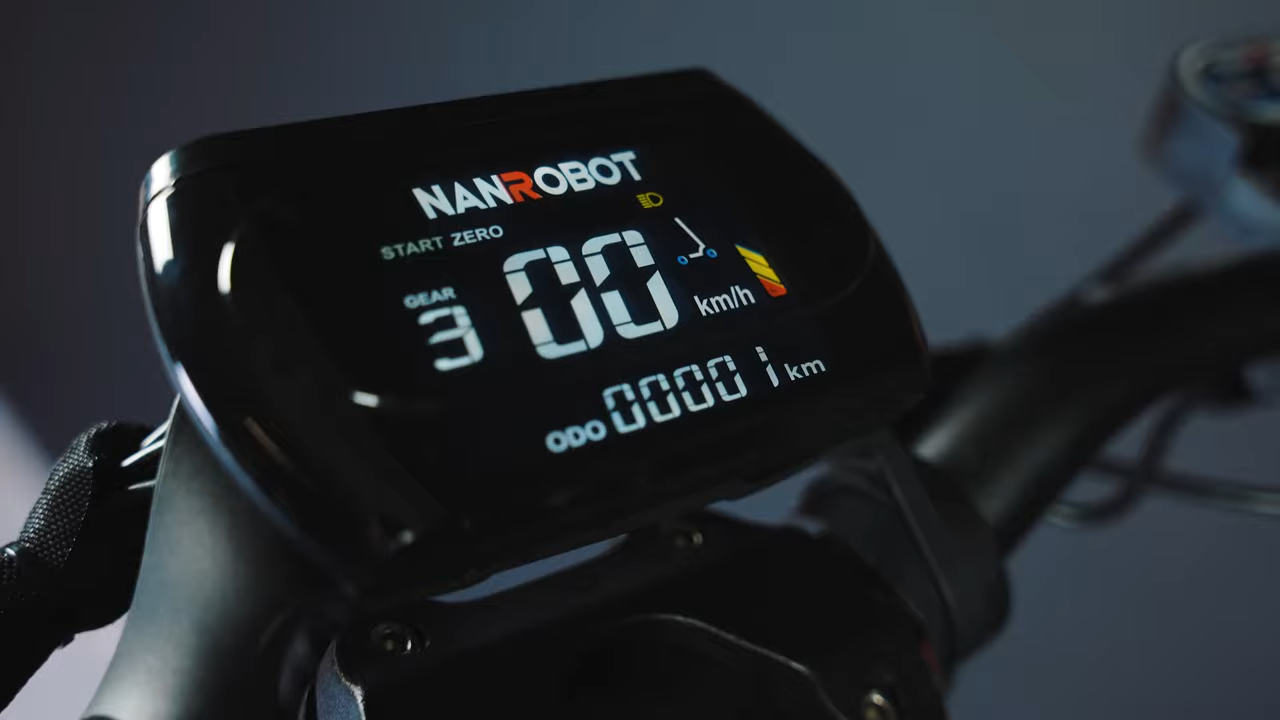 NANROBOT
START ZERO
GEAR
3 00 km/h
ODO 00001 km